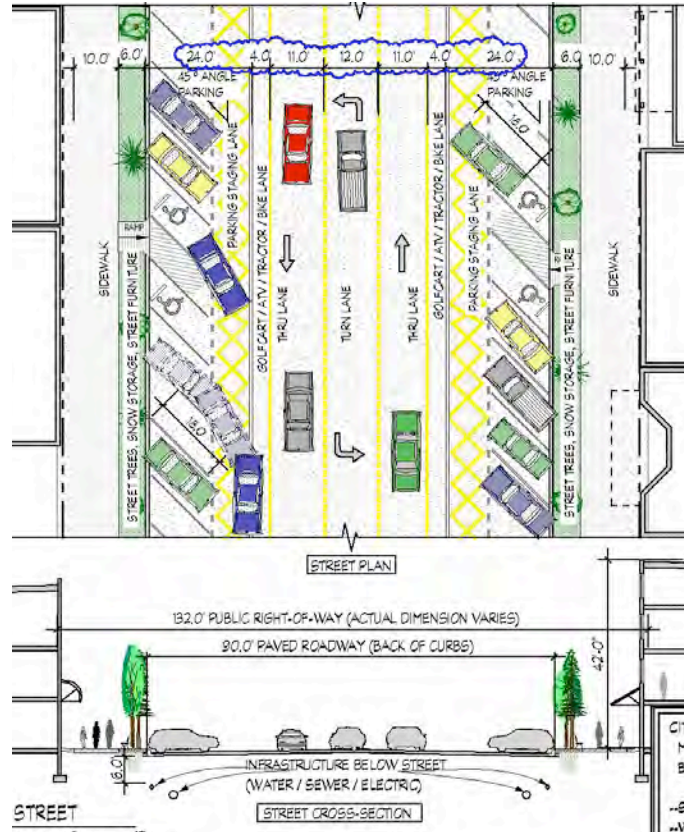 10.0' 6.0' 24.0' 4.0' 11.0' 12.0' 11.0' 4.0' 24.0' 6.0' 10.0'
45° ANGLE PARKING
45° ANGLE PARKING
18.0'
PARKING STAGING LANE
GOLFCART / ATV / TRACTOR / BIKE LANE
THRU LANE
TURN LANE
THRU LANE
GOLFCART / ATV / TRACTOR / BIKE LANE
PARKING STAGING LANE
RAMP
SIDEWALK
STREET TREES, SNOW STORAGE, STREET FURNITURE
STREET TREES, SNOW STORAGE, STREET FURNITURE
SIDEWALK
18.0'
STREET PLAN
132.0' PUBLIC RIGHT-OF-WAY (ACTUAL DIMENSION VARIES)
90.0' PAVED ROADWAY (BACK OF CURBS)
42'-0"
INFRASTRUCTURE BELOW STREET
(WATER / SEWER / ELECTRIC)
STREET CROSS-SECTION
STREET